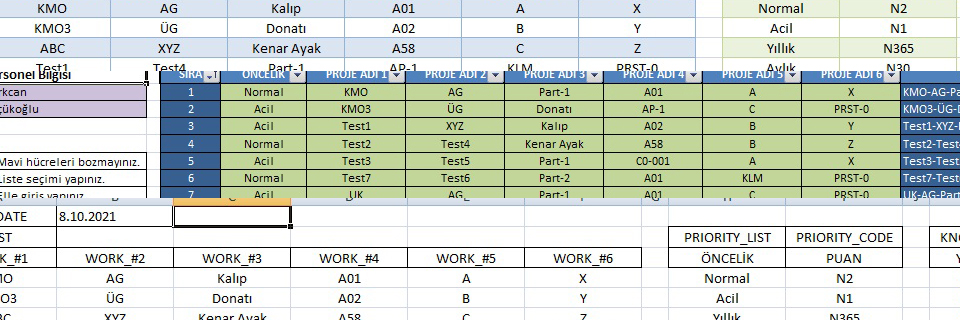 KMO AG Kalıp A01 A X Normal N2
KMO3 ÜG Donatı A02 B Y Acil N1
ABC XYZ Kenar Ayak A58 C Z Yıllık N365
Test1 Test4 Part-1 AP-1 KLM PRST-0 Aylık N30
rsonel Bilgisi SIRA ÖNCELİK PROJE ADI 1 PROJE ADI 2 PROJE ADI 3 PROJE ADI 4 PROJE ADI 5 PROJE ADI 6
rkcan 1 Normal KMO AG Part-1 A01 A X KMO-AG-Pa
çükoğlu 2 Acil KMO3 ÜG Donatı AP-1 C PRST-0 KMO3-ÜG-
3 Acil Test1 XYZ Kalıp A02 B Y Test1-XYZ-
4 Normal Test2 Test4 Kenar Ayak A58 B Z Test2-Test
Mavi hücreleri bozmayınız. 5 Acil Test3 Test5 Part-1 C0-001 A X Test3-Test
Liste seçimi yapınız. 6 Normal Test7 Test6 Part-2 A01 KLM PRST-0 Test7-Test
Elle giriş yapınız 7 Acil UK AG Part-1 A01 C PRST-0 UK-AG-Part
DATE 8.10.2021
ST PRIORITY_LIST PRIORITY_CODE KN
K_#1 WORK_#2 WORK_#3 WORK_#4 WORK_#5 WORK_#6 ÖNCELİK PUAN Y
MO AG Kalıp A01 A X Normal N2
O3 ÜG Donatı A02 B Y Acil N1
BC XYZ Kenar Ayak A58 C Z Yıllık N365